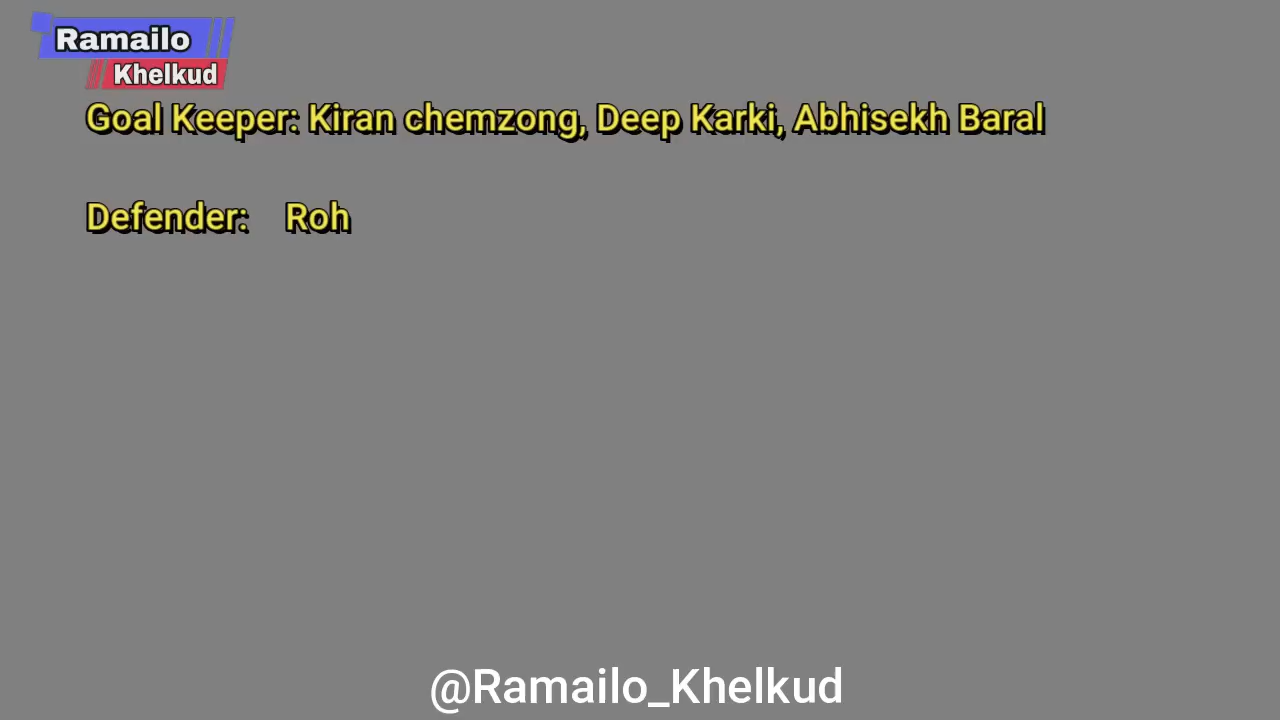 Ramailo
Khelkud
Goal Keeper: Kiran chemzong, Deep Karki, Abhisekh Baral
Defender: Roh
@Ramailo_Khelkud